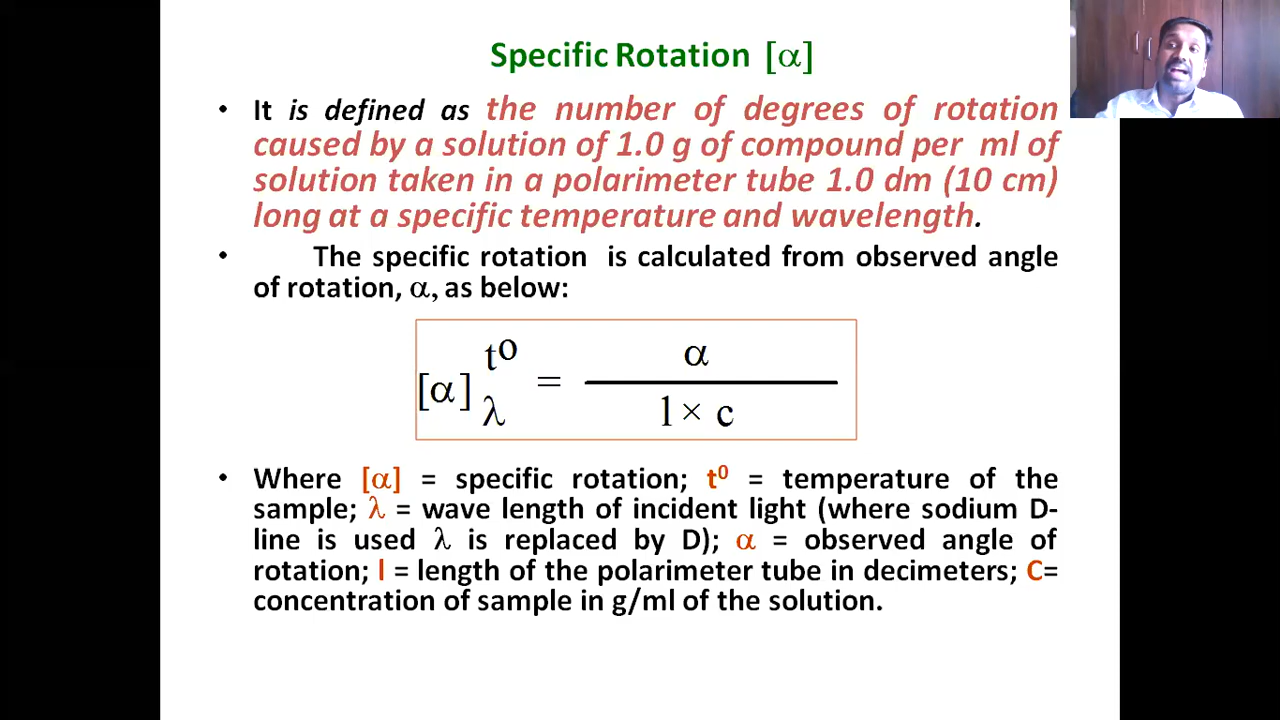 Specific Rotation [α]
• It is defined as the number of degrees of rotation
caused by a solution of 1.0 g of compound per ml of
solution taken in a polarimeter tube 1.0 dm (10 cm)
long at a specific temperature and wavelength.
• The specific rotation is calculated from observed angle
of rotation, α, as below:
[α] t⁰ λ = α / l × c
• Where [α] = specific rotation; t⁰ = temperature of the
sample; λ = wave length of incident light (where sodium D-
line is used λ is replaced by D); α = observed angle of
rotation; l = length of the polarimeter tube in decimeters; C=
concentration of sample in g/ml of the solution.